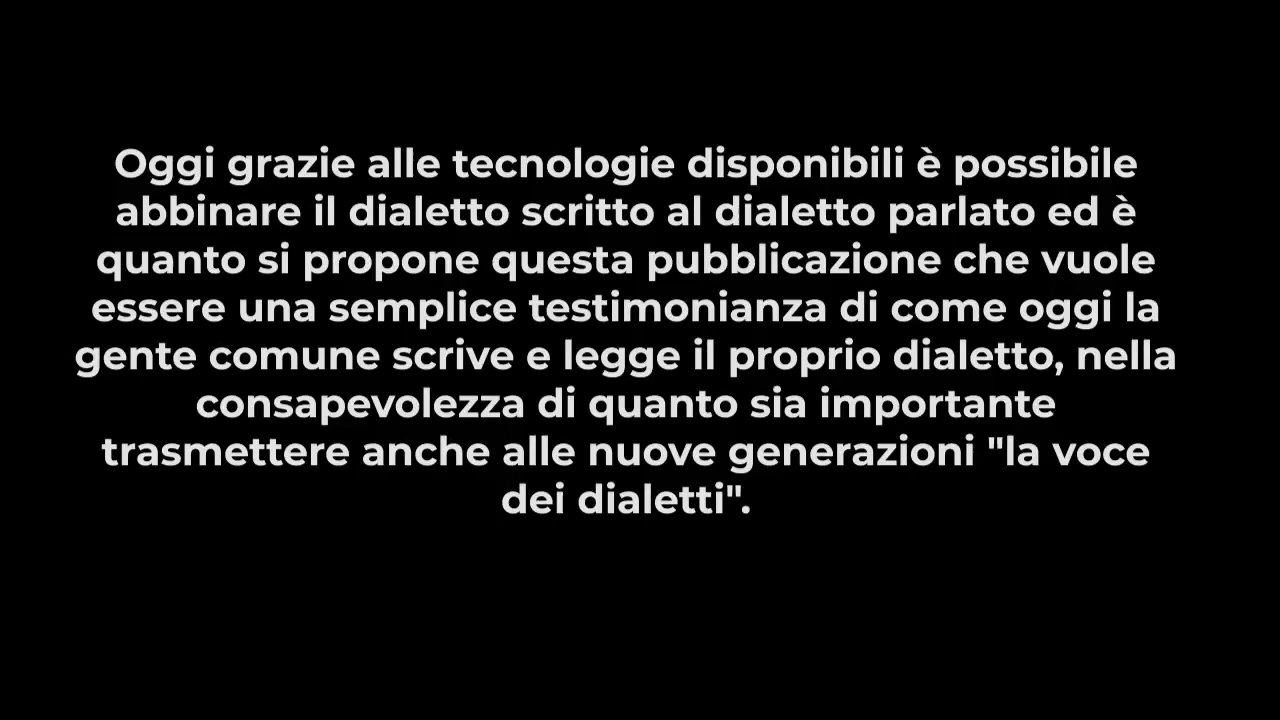 Oggi grazie alle tecnologie disponibili è possibile
abbinare il dialetto scritto al dialetto parlato ed è
quanto si propone questa pubblicazione che vuole
essere una semplice testimonianza di come oggi la
gente comune scrive e legge il proprio dialetto, nella
consapevolezza di quanto sia importante
trasmettere anche alle nuove generazioni "la voce
dei dialetti".